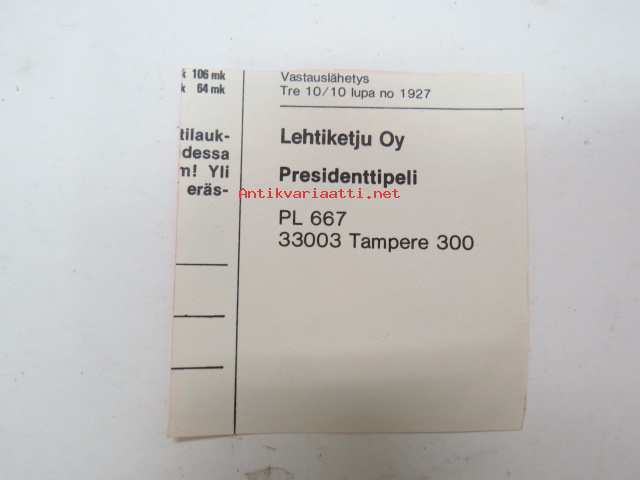 k 106 mk
k 64 mk
tilauk-
dessa
m! Yli
eräs-
Vastauslähetys
Tre 10/10 lupa no 1927
Lehtiketju Oy
Presidenttipeli
Antikvariaatti.net
PL 667
33003 Tampere 300